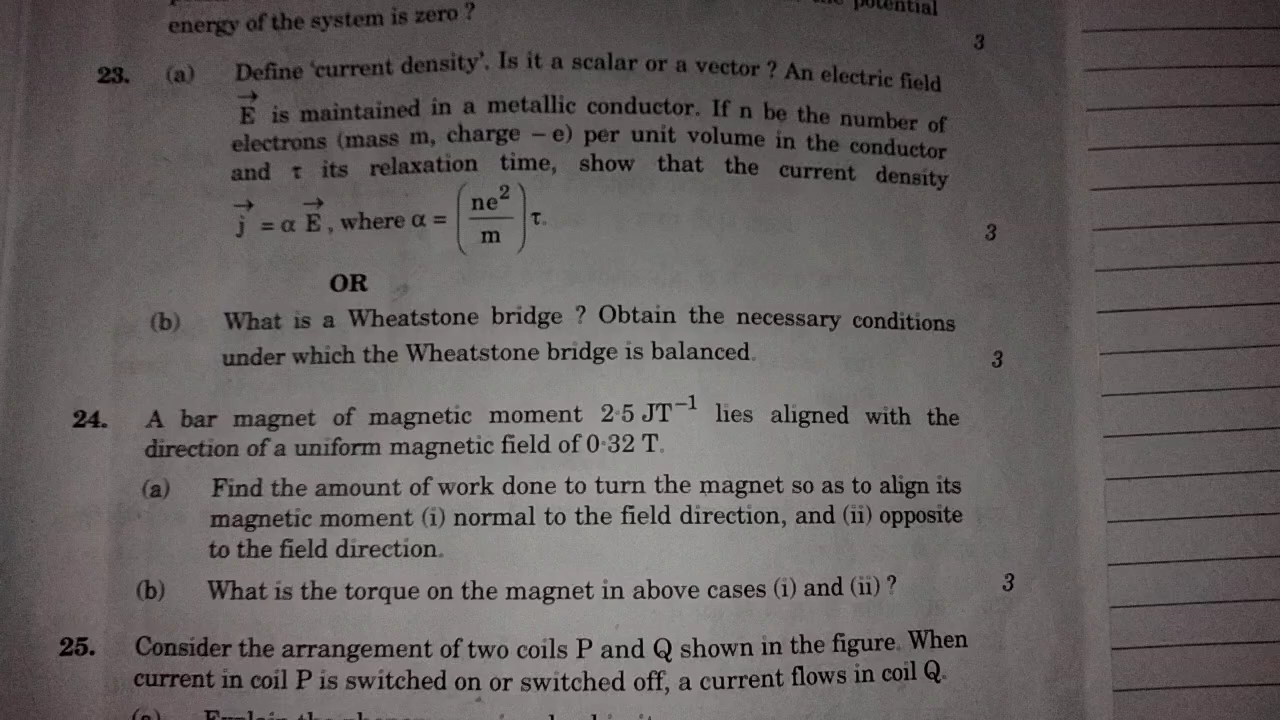 potential
energy of the system is zero ?
3
23. (a) Define 'current density'. Is it a scalar or a vector ? An electric field
E⃗ is maintained in a metallic conductor. If n be the number of
electrons (mass m, charge – e) per unit volume in the conductor
and τ its relaxation time, show that the current density
j⃗ = α E⃗, where α = (ne²/m) τ.
3
OR
(b) What is a Wheatstone bridge ? Obtain the necessary conditions
under which the Wheatstone bridge is balanced.
3
24. A bar magnet of magnetic moment 2·5 JT⁻¹ lies aligned with the
direction of a uniform magnetic field of 0·32 T.
(a) Find the amount of work done to turn the magnet so as to align its
magnetic moment (i) normal to the field direction, and (ii) opposite
to the field direction.
(b) What is the torque on the magnet in above cases (i) and (ii) ?
3
25. Consider the arrangement of two coils P and Q shown in the figure. When
current in coil P is switched on or switched off, a current flows in coil Q.
(a) Explain the